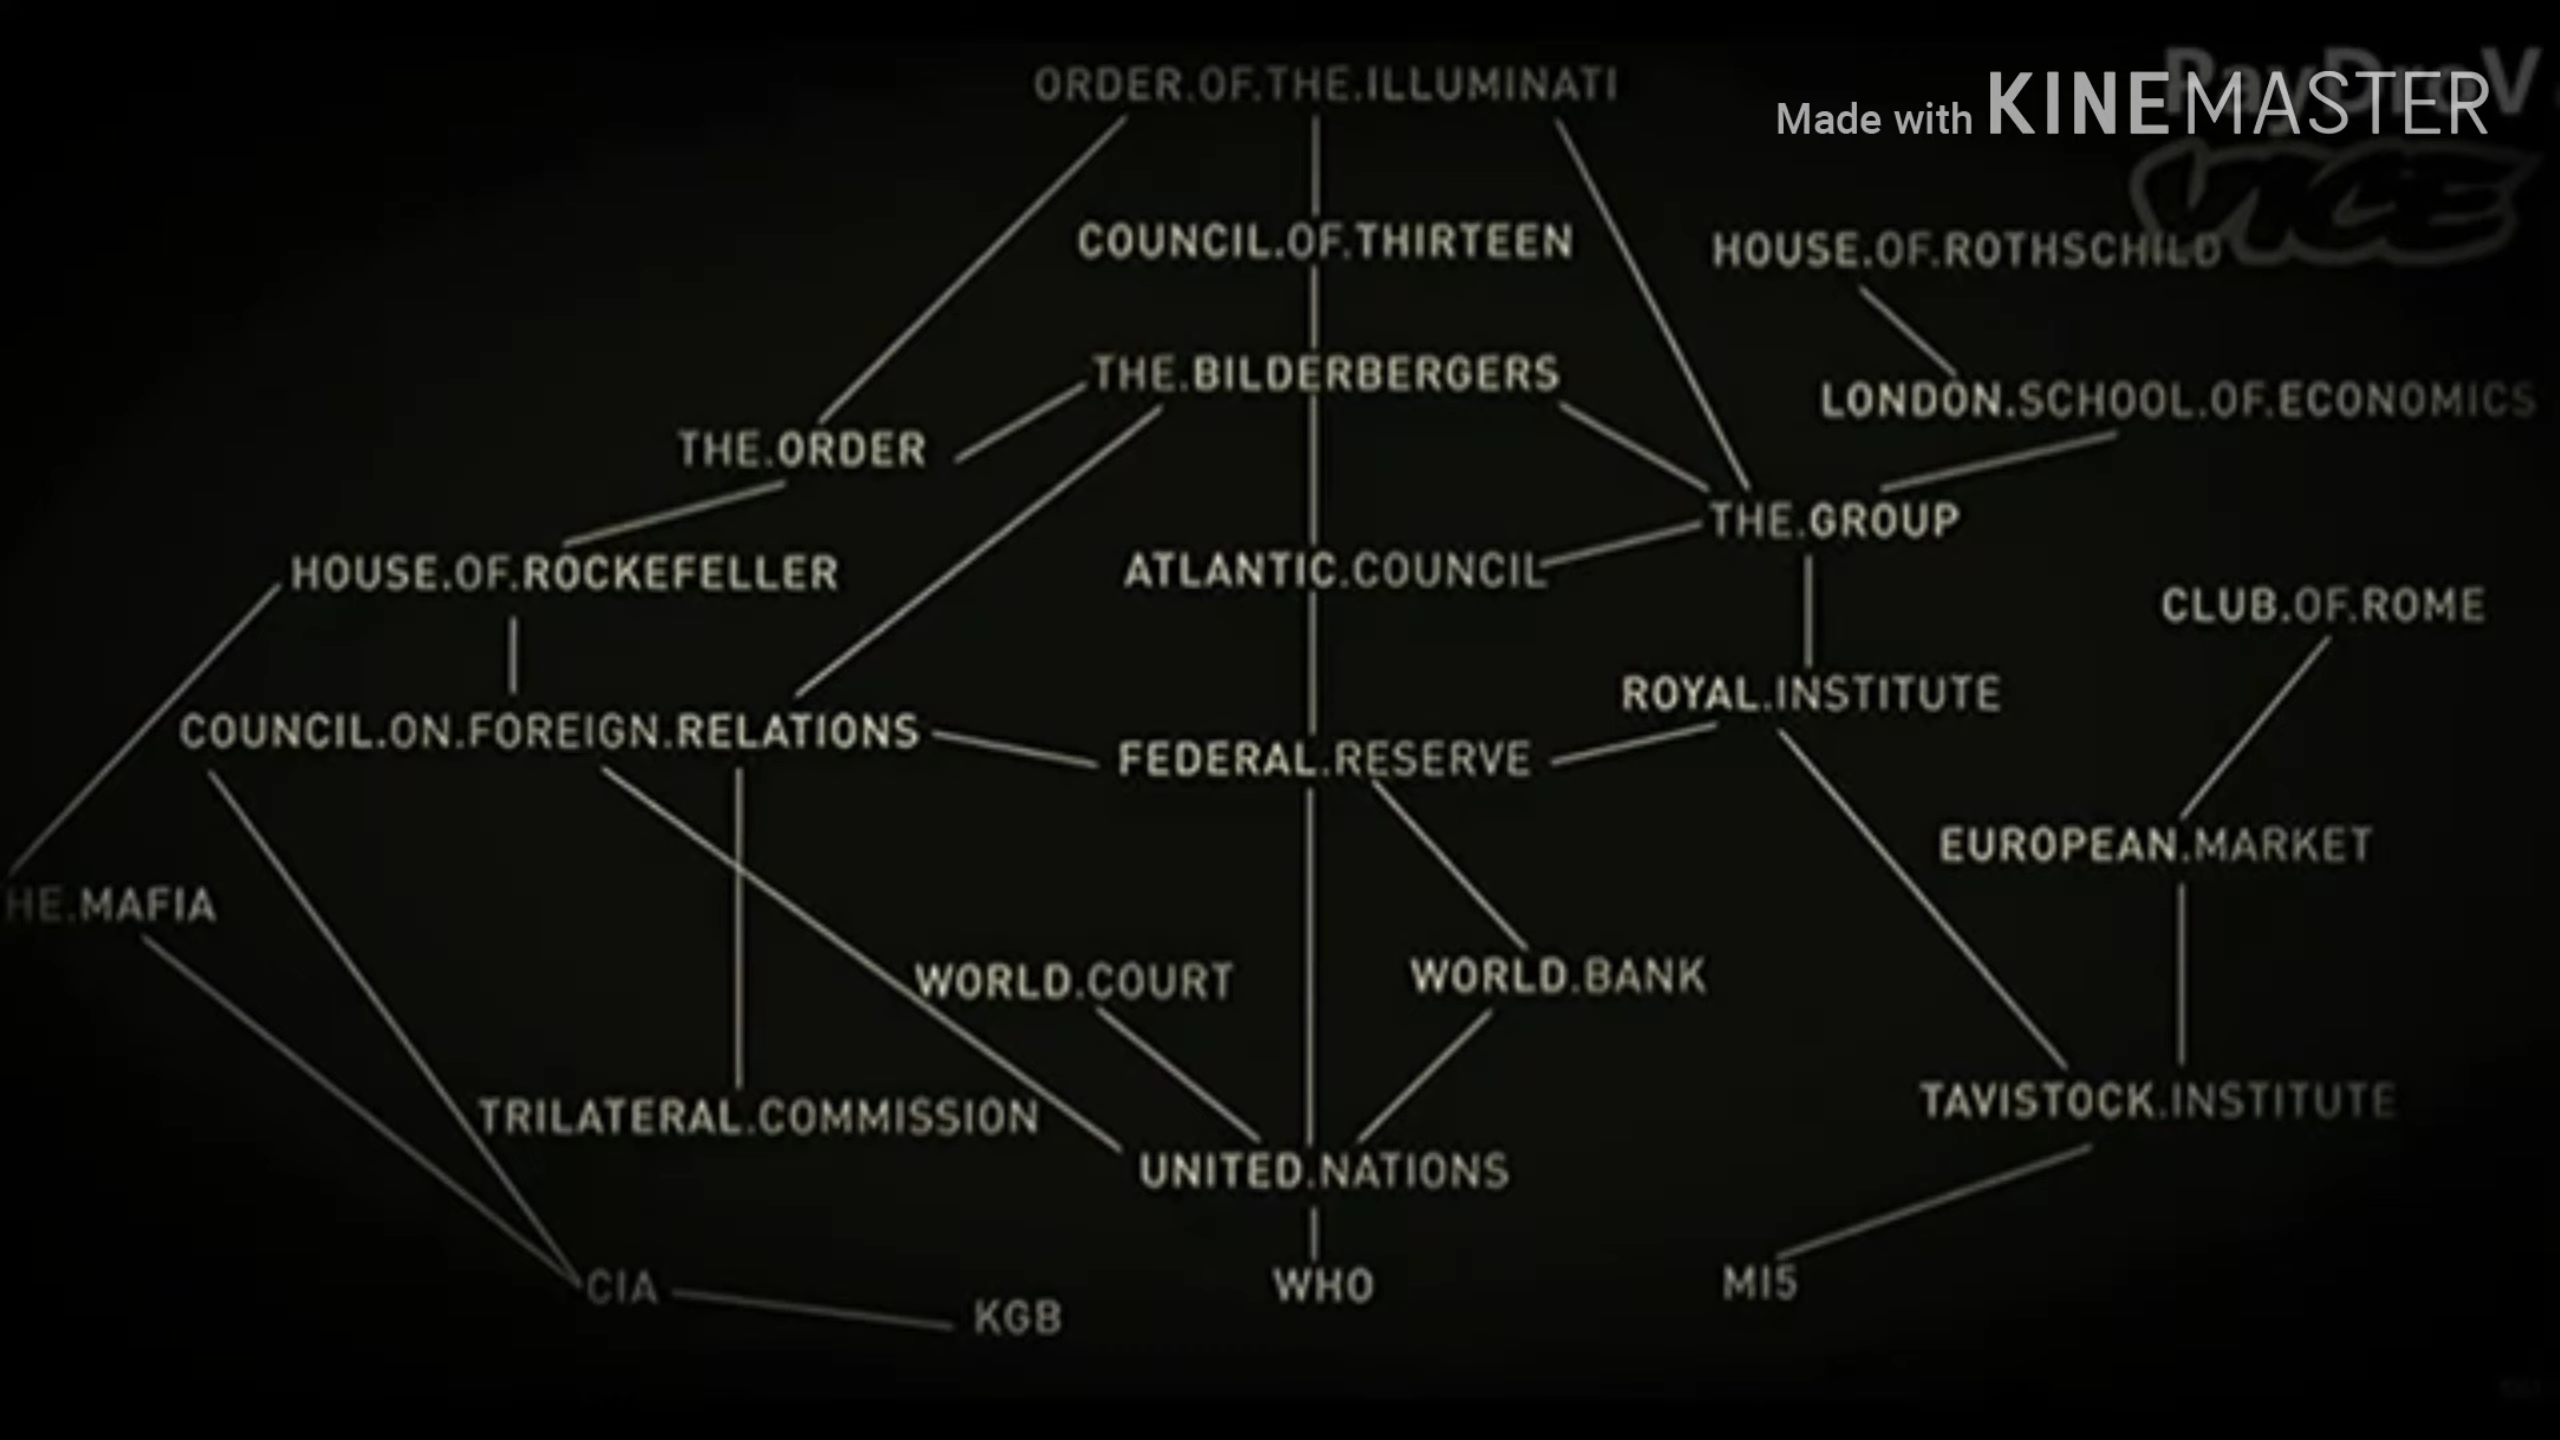 ORDER.OF.THE.ILLUMINATI
Made with KINEMASTER
VICE
COUNCIL.OF.THIRTEEN
HOUSE.OF.ROTHSCHILD
THE.BILDERBERGERS
LONDON.SCHOOL.OF.ECONOMICS
THE.ORDER
THE.GROUP
HOUSE.OF.ROCKEFELLER
ATLANTIC.COUNCIL
CLUB.OF.ROME
ROYAL.INSTITUTE
COUNCIL.ON.FOREIGN.RELATIONS
FEDERAL.RESERVE
EUROPEAN.MARKET
HE.MAFIA
WORLD.COURT
WORLD.BANK
TRILATERAL.COMMISSION
TAVISTOCK.INSTITUTE
UNITED.NATIONS
CIA
WHO
MI5
KGB